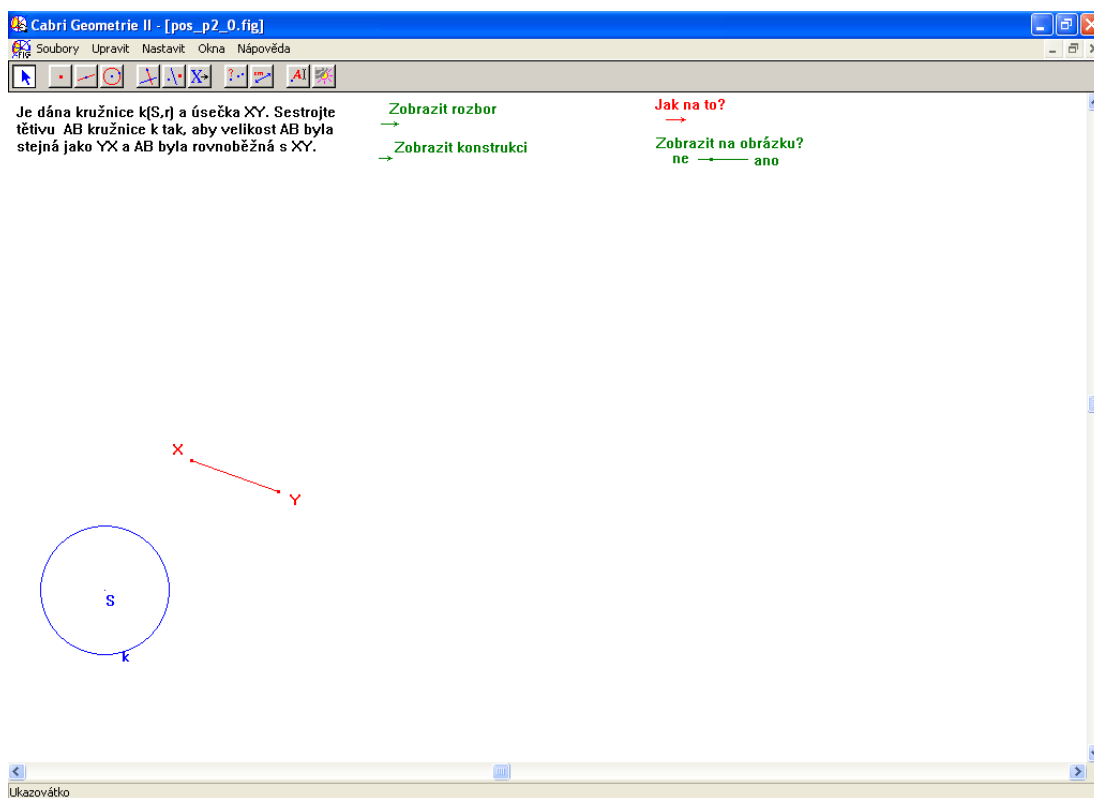 Cabri Geometrie II - [pos_p2_0.fig]
Soubory Upravit Nastavit Okna Nápověda
Je dána kružnice k(S,r) a úsečka XY. Sestrojte
tětivu AB kružnice k tak, aby velikost AB byla
stejná jako YX a AB byla rovnoběžná s XY.
Zobrazit rozbor
Zobrazit konstrukci
Jak na to?
Zobrazit na obrázku?
ne ano
X
Y
S
k
Ukazovátko